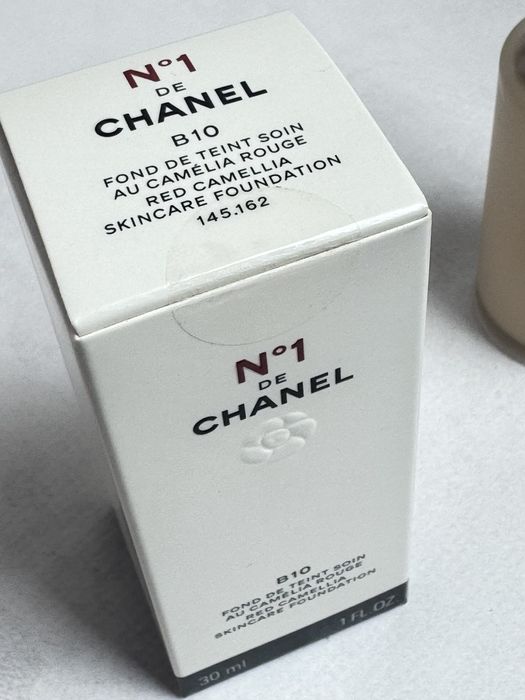 N°1
DE
CHANEL
B10
FOND DE TEINT SOIN
AU CAMÉLIA ROUGE
RED CAMELLIA
SKINCARE FOUNDATION
145.162
N°1
DE
CHANEL
B10
FOND DE TEINT SOIN
AU CAMÉLIA ROUGE
RED CAMELLIA
SKINCARE FOUNDATION
30 ml 1 FL. OZ.